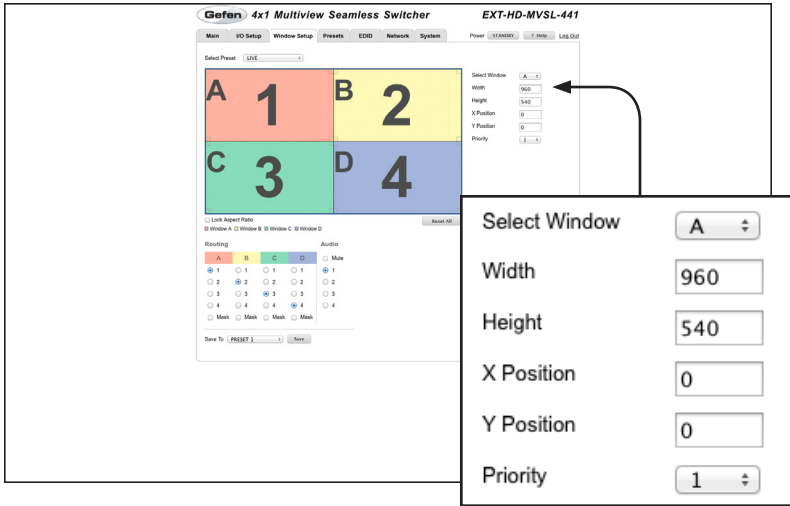 Gefen 4x1 Multiview Seamless Switcher EXT-HD-MVSL-441
Main I/O Setup Window Setup Presets EDID Network System Power STANDBY ? Help Log Out
Select Preset LIVE
A 1 B 2
C 3 D 4
Select Window A
Width 960
Height 540
X Position 0
Y Position 0
Priority 1
Lock Aspect Ratio Reset All
Window A Window B Window C Window D
Routing Audio
A B C D Mute
1 1 1 1 1
2 2 2 2 2
3 3 3 3 3
4 4 4 4 4
Mask Mask Mask Mask
Save To PRESET 1 Save
Select Window A
Width 960
Height 540
X Position 0
Y Position 0
Priority 1